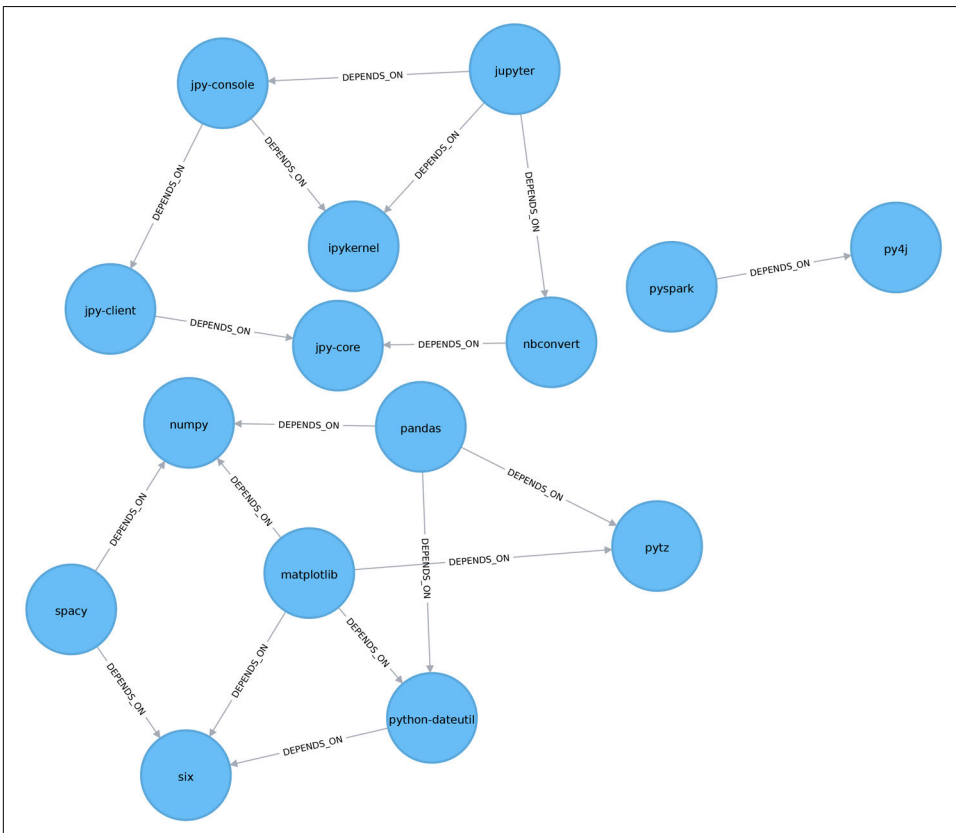 jupyter
jpy-console
DEPENDS_ON
DEPENDS_ON
DEPENDS_ON
DEPENDS_ON
DEPENDS_ON
ipykernel
py4j
DEPENDS_ON
pyspark
jpy-client
DEPENDS_ON
jpy-core
DEPENDS_ON
nbconvert
numpy
DEPENDS_ON
pandas
DEPENDS_ON
DEPENDS_ON
DEPENDS_ON
pytz
DEPENDS_ON
DEPENDS_ON
matplotlib
spacy
DEPENDS_ON
DEPENDS_ON
DEPENDS_ON
python-dateutil
DEPENDS_ON
six